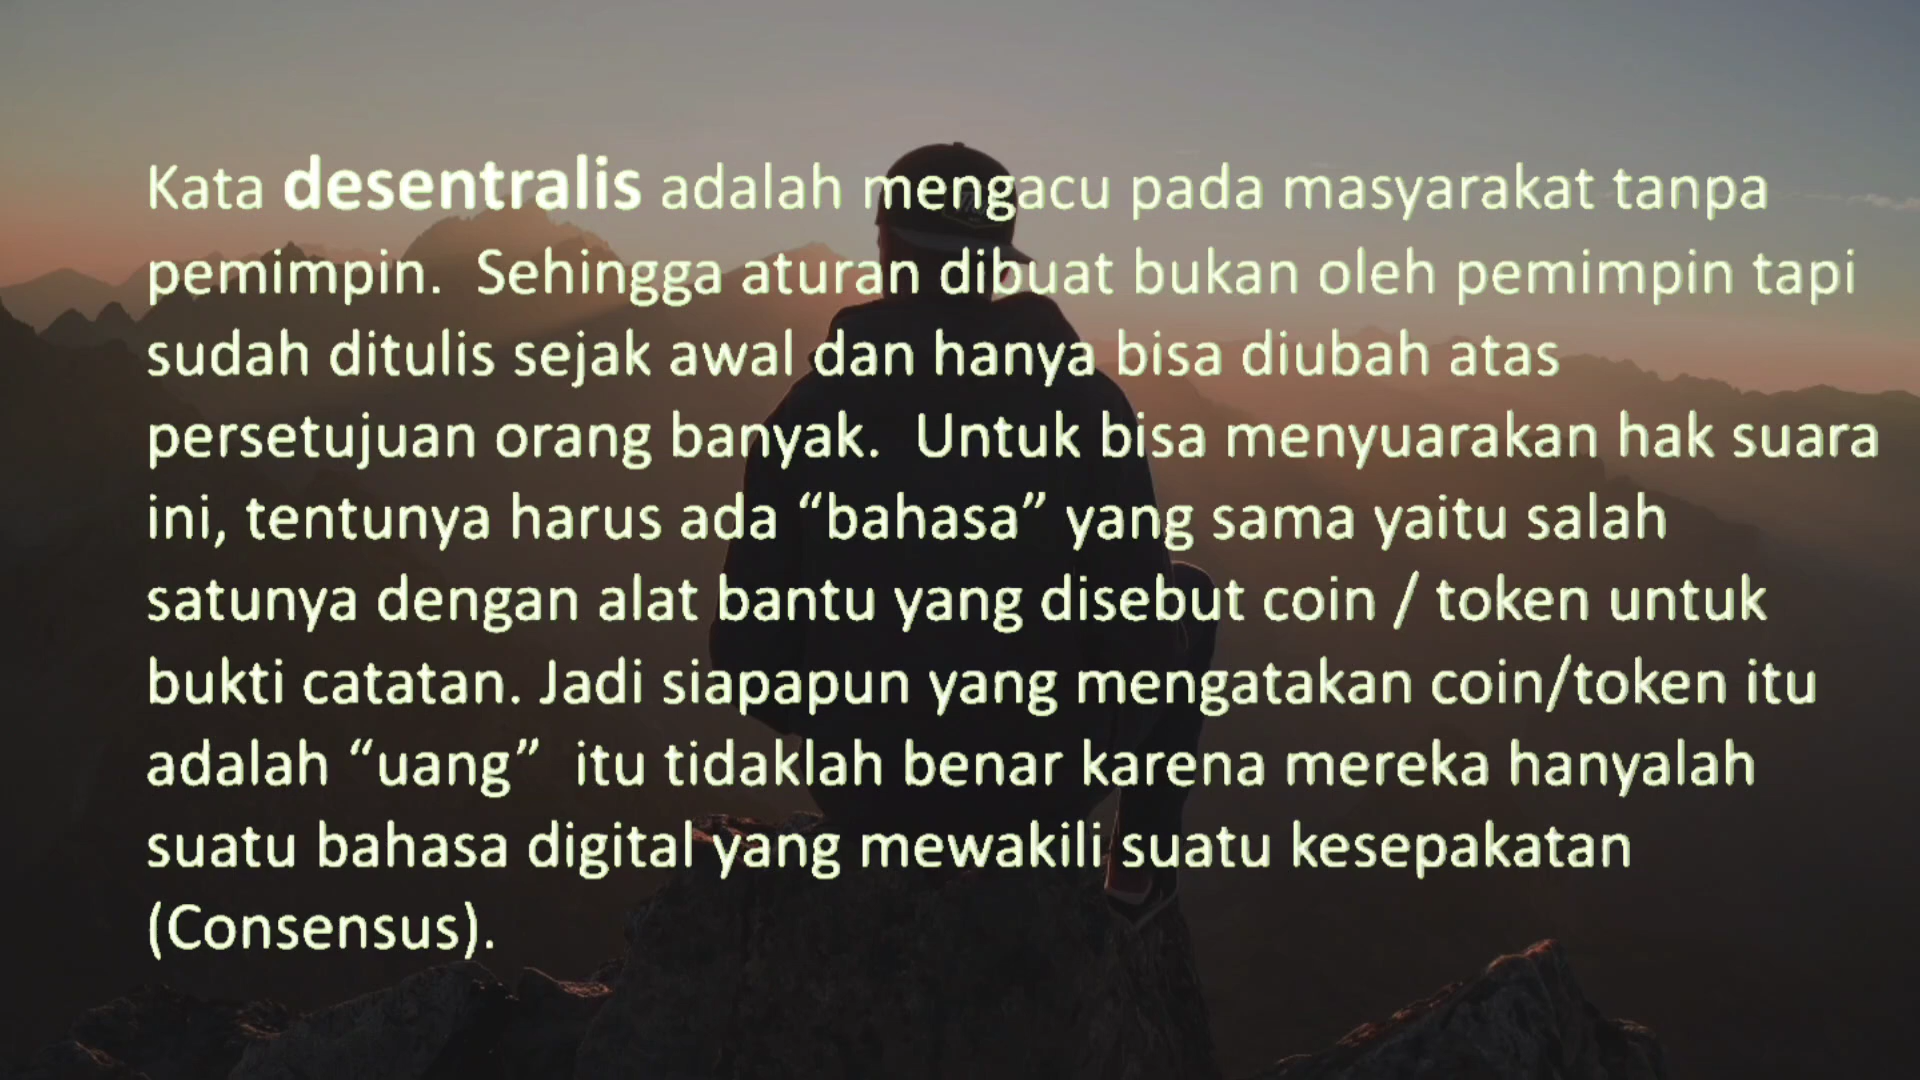 Kata desentralis adalah mengacu pada masyarakat tanpa
pemimpin.  Sehingga aturan dibuat bukan oleh pemimpin tapi
sudah ditulis sejak awal dan hanya bisa diubah atas
persetujuan orang banyak.  Untuk bisa menyuarakan hak suara
ini, tentunya harus ada “bahasa” yang sama yaitu salah
satunya dengan alat bantu yang disebut coin / token untuk
bukti catatan. Jadi siapapun yang mengatakan coin/token itu
adalah “uang”  itu tidaklah benar karena mereka hanyalah
suatu bahasa digital yang mewakili suatu kesepakatan
(Consensus).